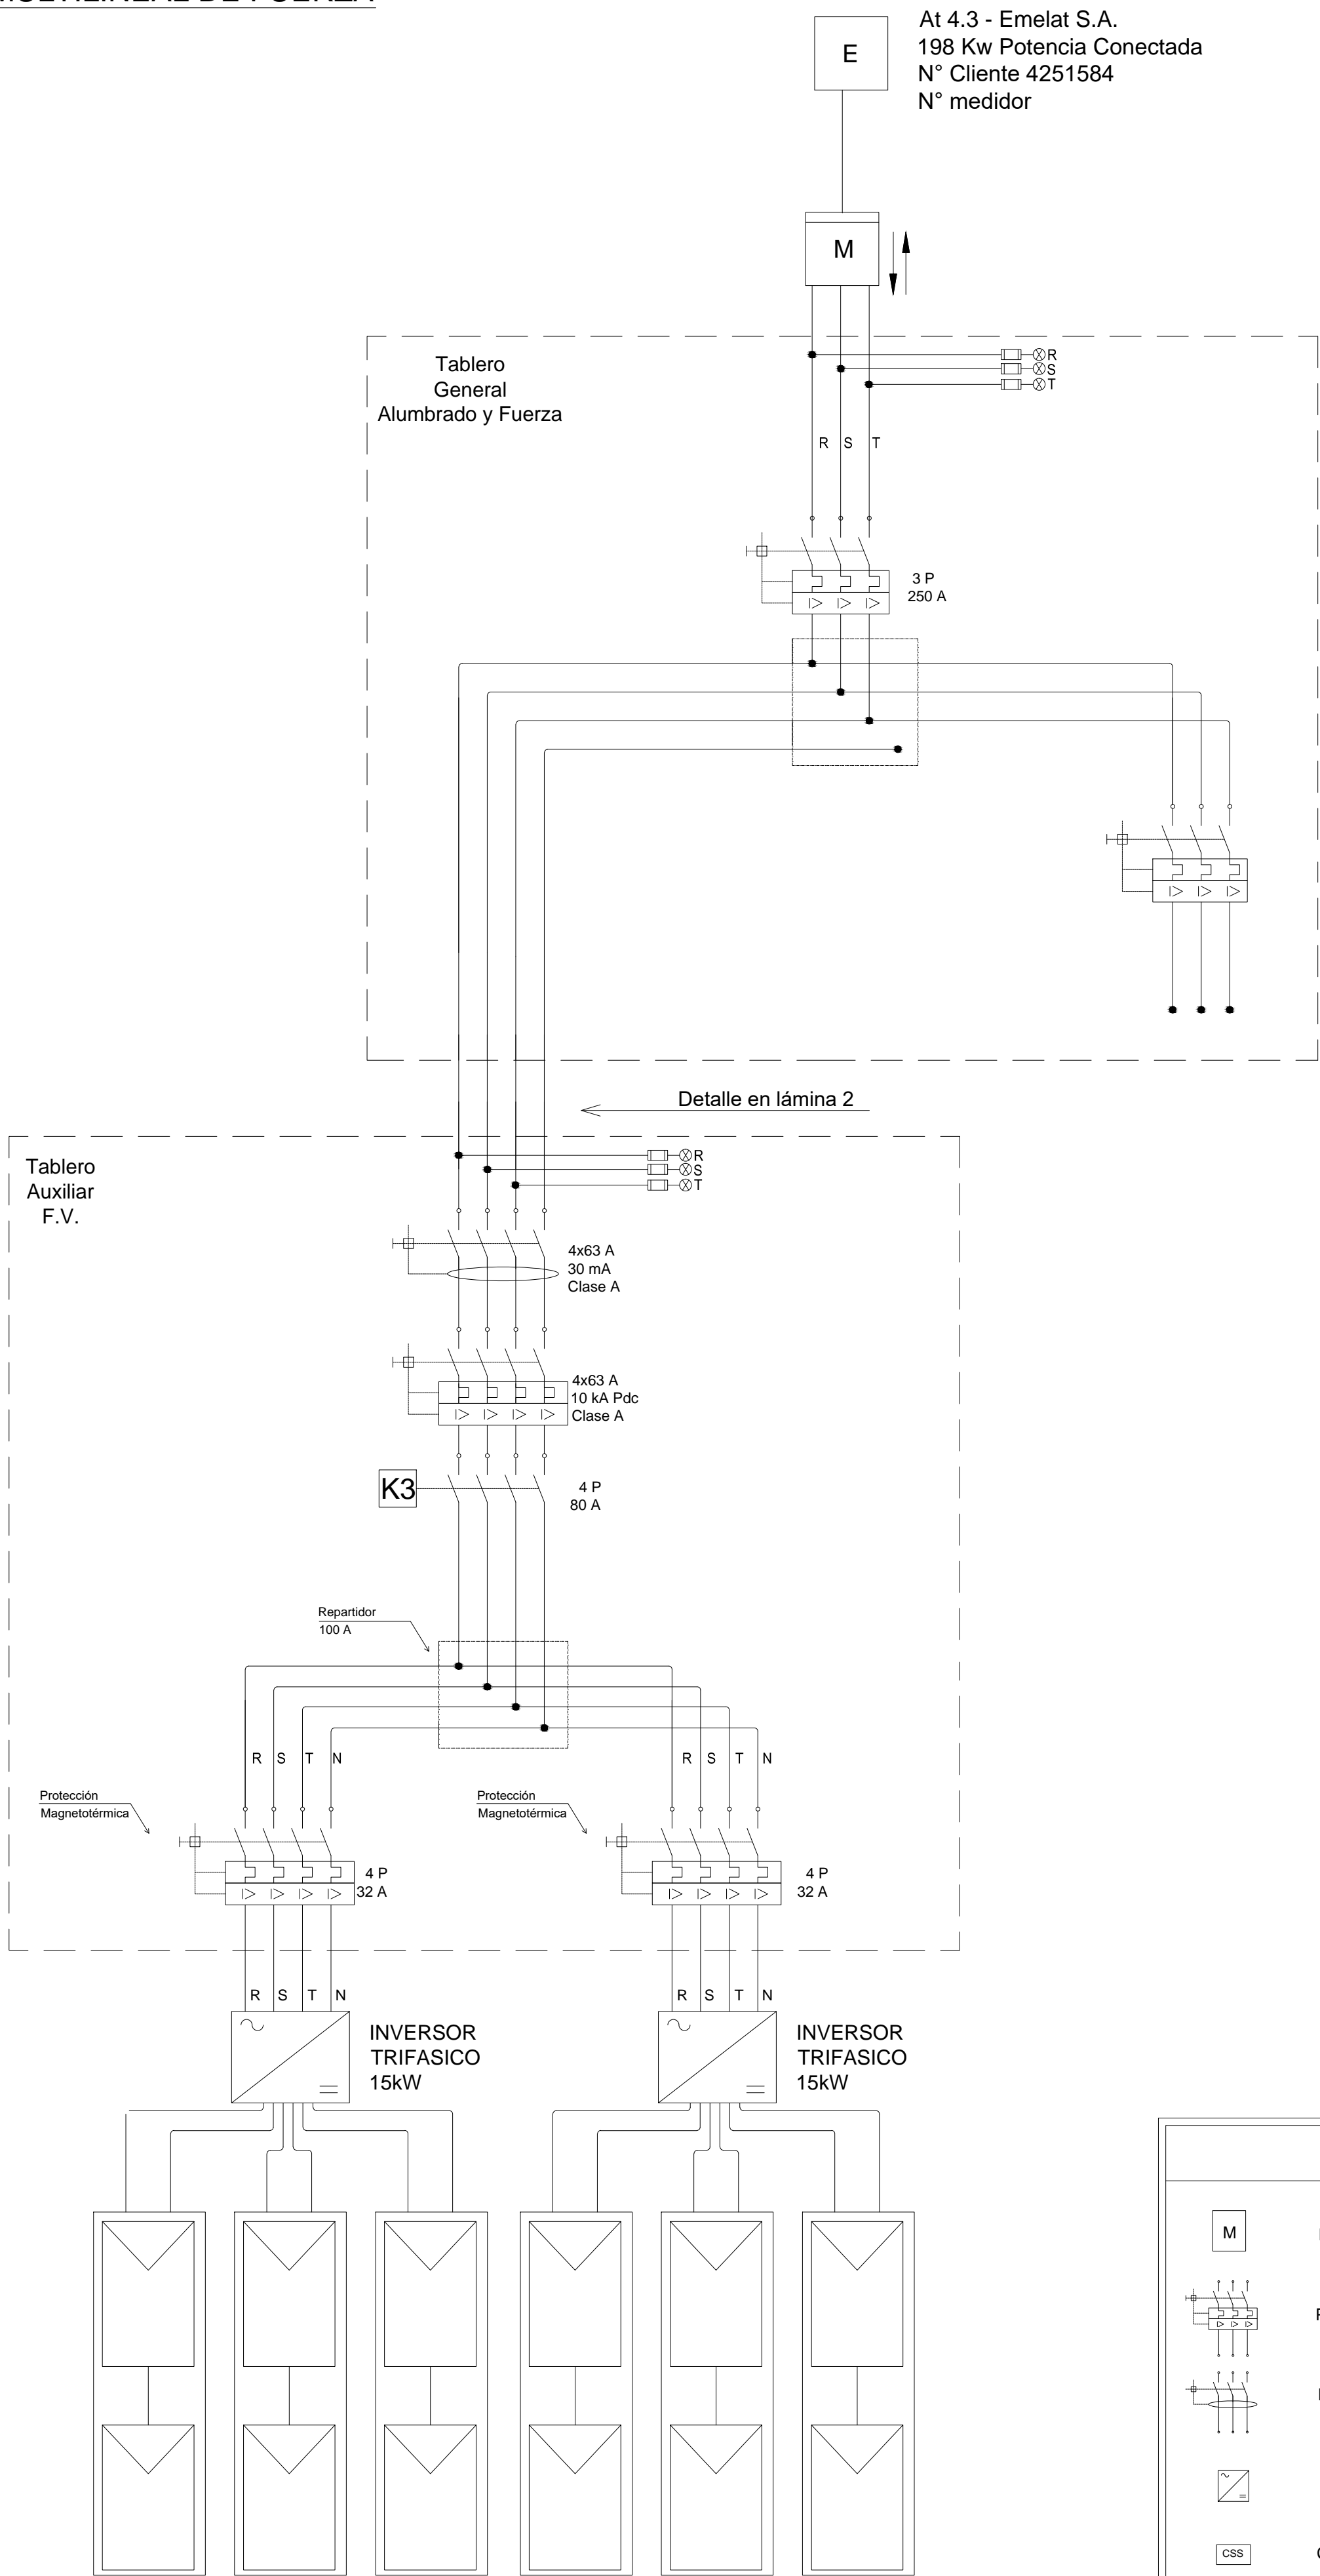 DE FUERZA
E
At 4.3 - Emelat S.A.
198 Kw Potencia Conectada
N° Cliente 4251584
N° medidor
M
Tablero
General
Alumbrado y Fuerza
R
S
T
R S T
3 P
250 A
Detalle en lámina 2
Tablero
Auxiliar
F.V.
R
S
T
4x63 A
30 mA
Clase A
4x63 A
10 kA Pdc
Clase A
K3
4 P
80 A
Repartidor
100 A
R S T N
R S T N
Protección
Magnetotérmica
Protección
Magnetotérmica
4 P
32 A
4 P
32 A
R S T N
R S T N
INVERSOR
TRIFASICO
15kW
INVERSOR
TRIFASICO
15kW
M
CSS